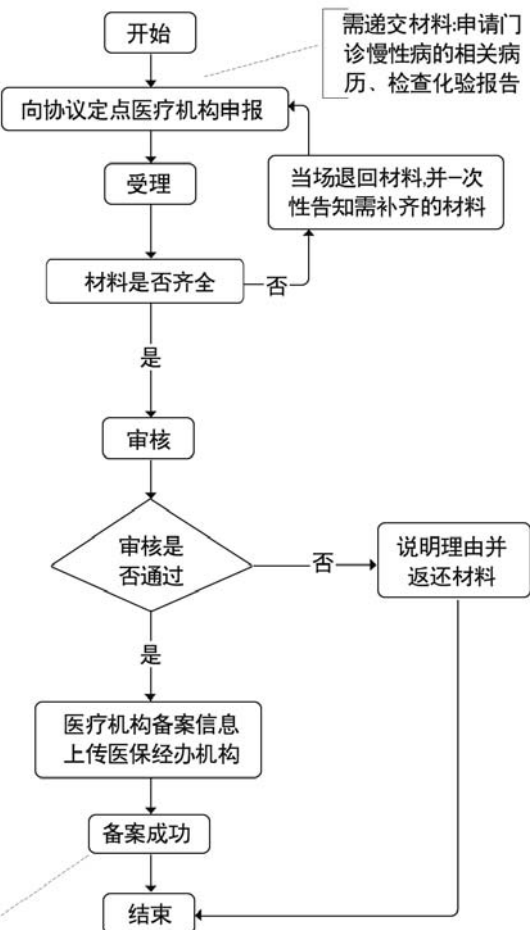 开始
需递交材料:申请门
诊慢性病的相关病
历、检查化验报告
向协议定点医疗机构申报
受理
当场退回材料,并一次
性告知需补齐的材料
材料是否齐全
否
是
审核
审核是
否通过
否
说明理由并
返还材料
是
医疗机构备案信息
上传医保经办机构
备案成功
结束